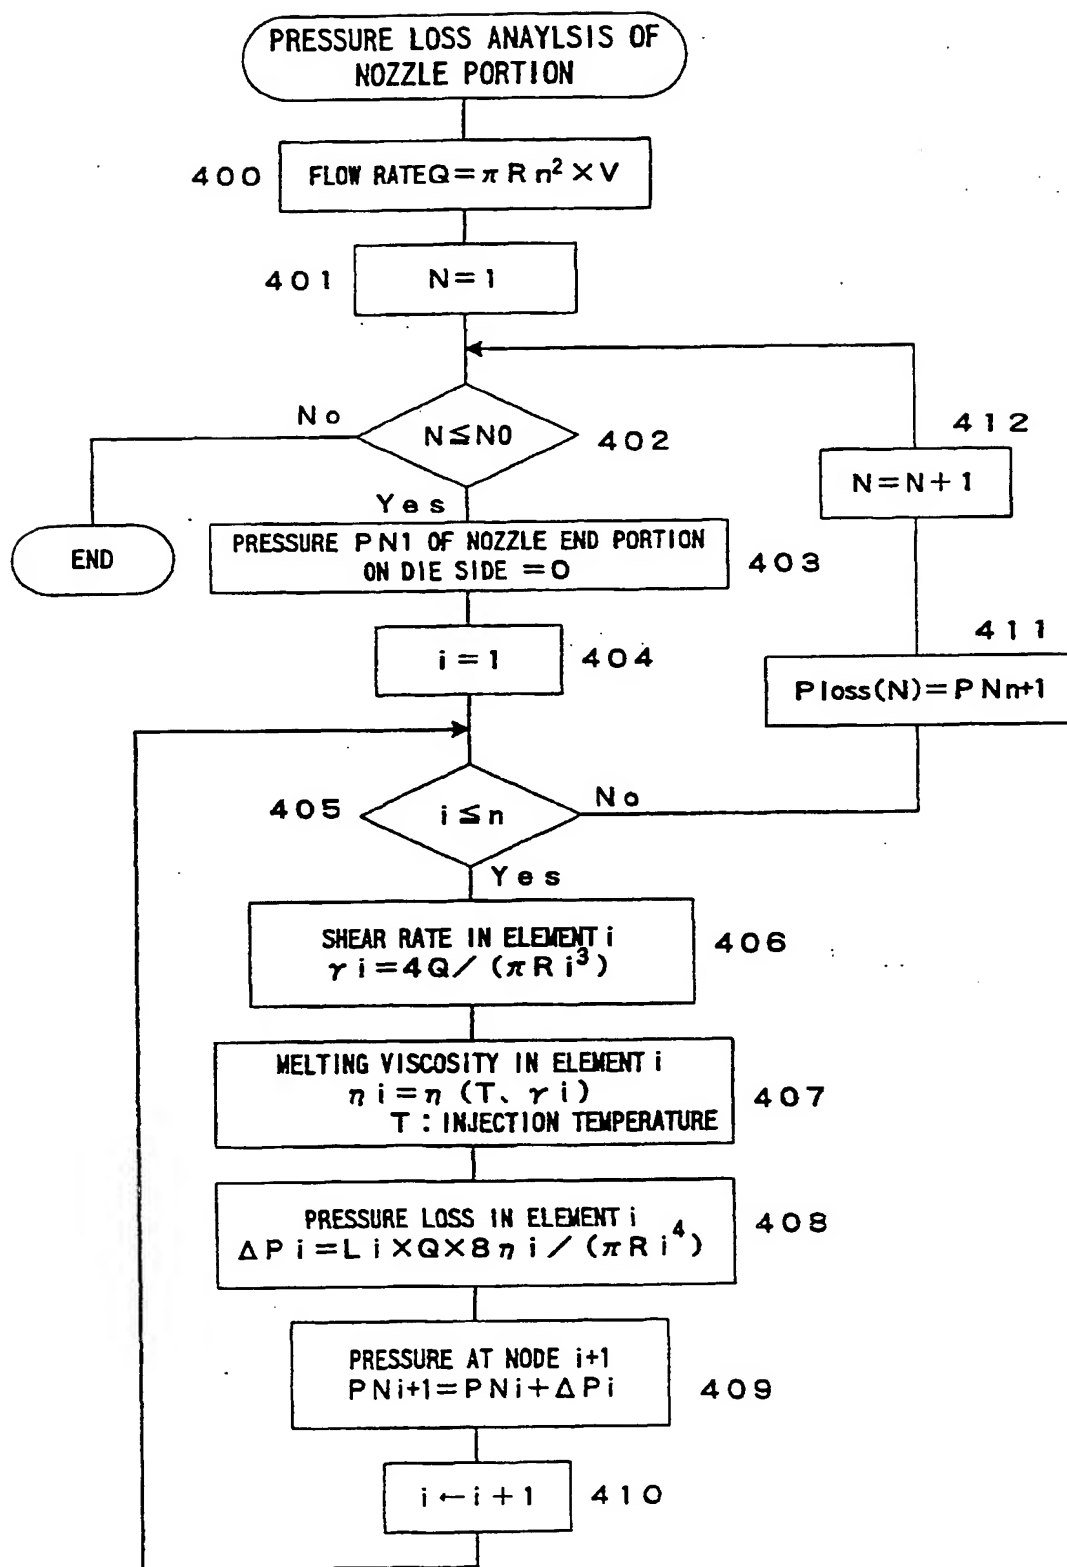 PRESSURE LOSS ANAYLSIS OF
NOZZLE PORTION
400
FLOW RATEQ=πRn²×V
401
N=1
No
N≦N0
402
412
N=N+1
Yes
END
PRESSURE PN1 OF NOZZLE END PORTION
ON DIE SIDE =0
403
i=1
404
411
Ploss(N)=PNn+1
405
i≦n
No
Yes
SHEAR RATE IN ELEMENT i
γi=4Q/(πRi³)
406
MELTING VISCOSITY IN ELEMENT i
ηi=η(T、γi)
T:INJECTION TEMPERATURE
407
PRESSURE LOSS IN ELEMENT i
ΔPi=Li×Q×8ηi/(πRi⁴)
408
PRESSURE AT NODE i+1
PNi+1=PNi+ΔPi
409
i←i+1
410